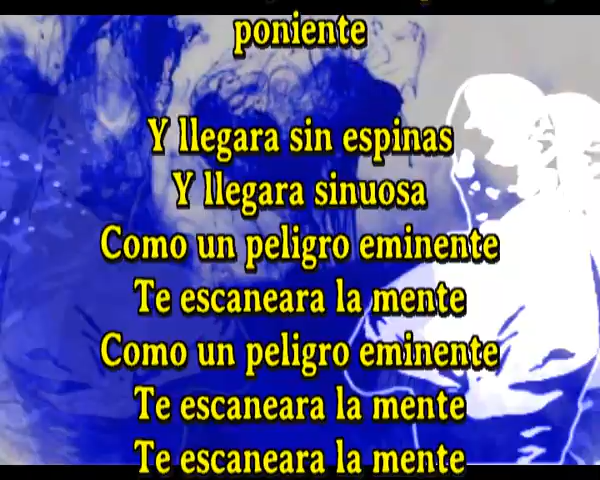 poniente
Y llegara sin espinas
Y llegara sinuosa
Como un peligro eminente
Te escaneara la mente
Como un peligro eminente
Te escaneara la mente
Te escaneara la mente